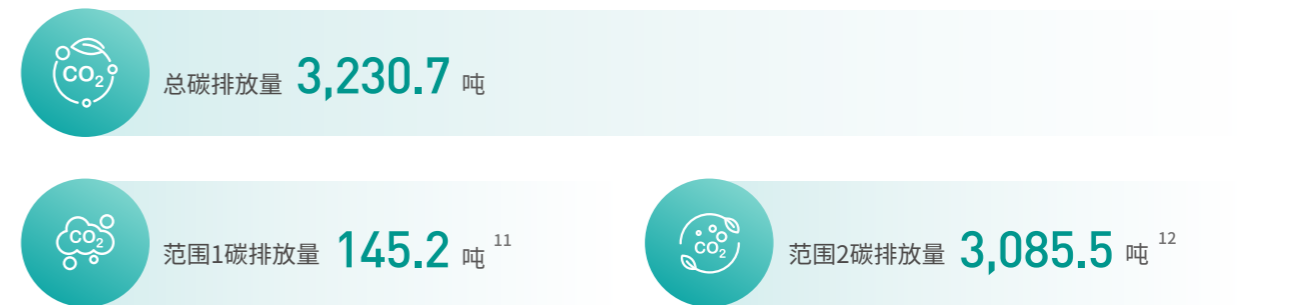 CO2
总碳排放量 3,230.7 吨
CO2
范围1碳排放量 145.2 吨 11
CO2
范围2碳排放量 3,085.5 吨 12